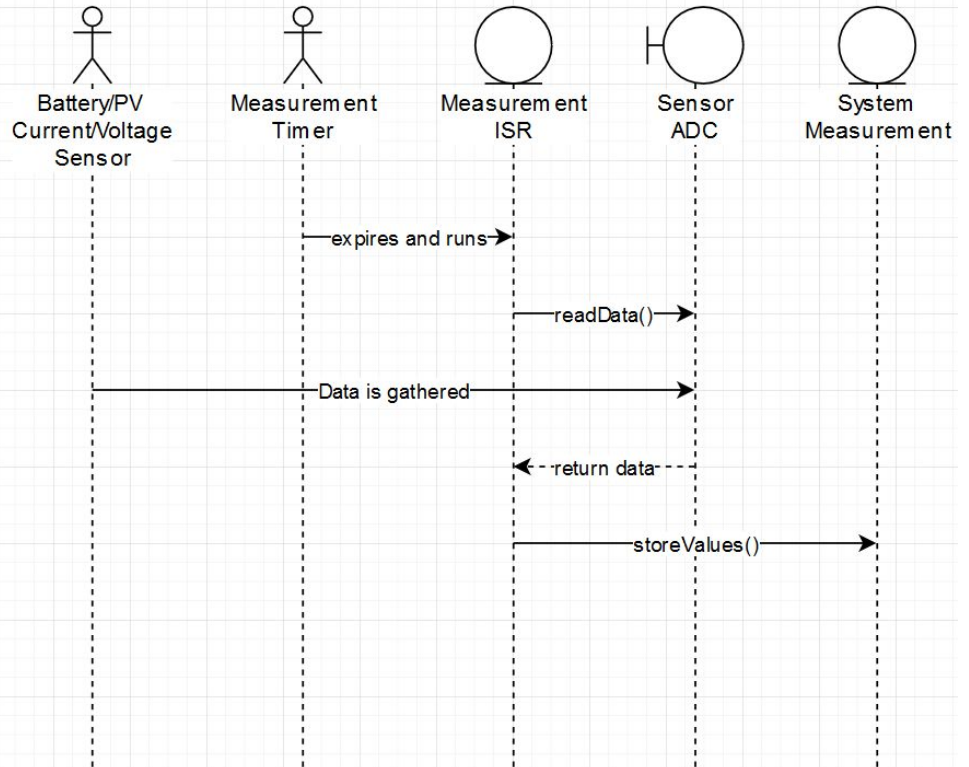 Battery/PV
Current/Voltage
Sensor
Measurement
Timer
Measurement
ISR
Sensor
ADC
System
Measurement
expires and runs
readData()
Data is gathered
return data
storeValues()